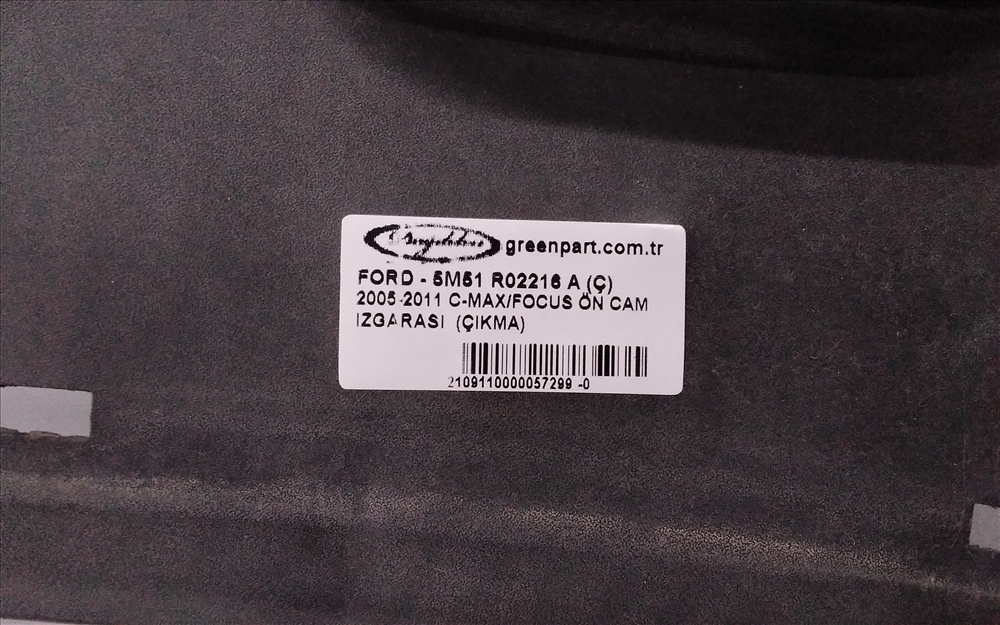 greenpart.com.tr
FORD - 5M51 R02216 A (Ç)
2005-2011 C-MAX/FOCUS ÖN CAM
IZGARASI (ÇIKMA)
2109110000057299 -0